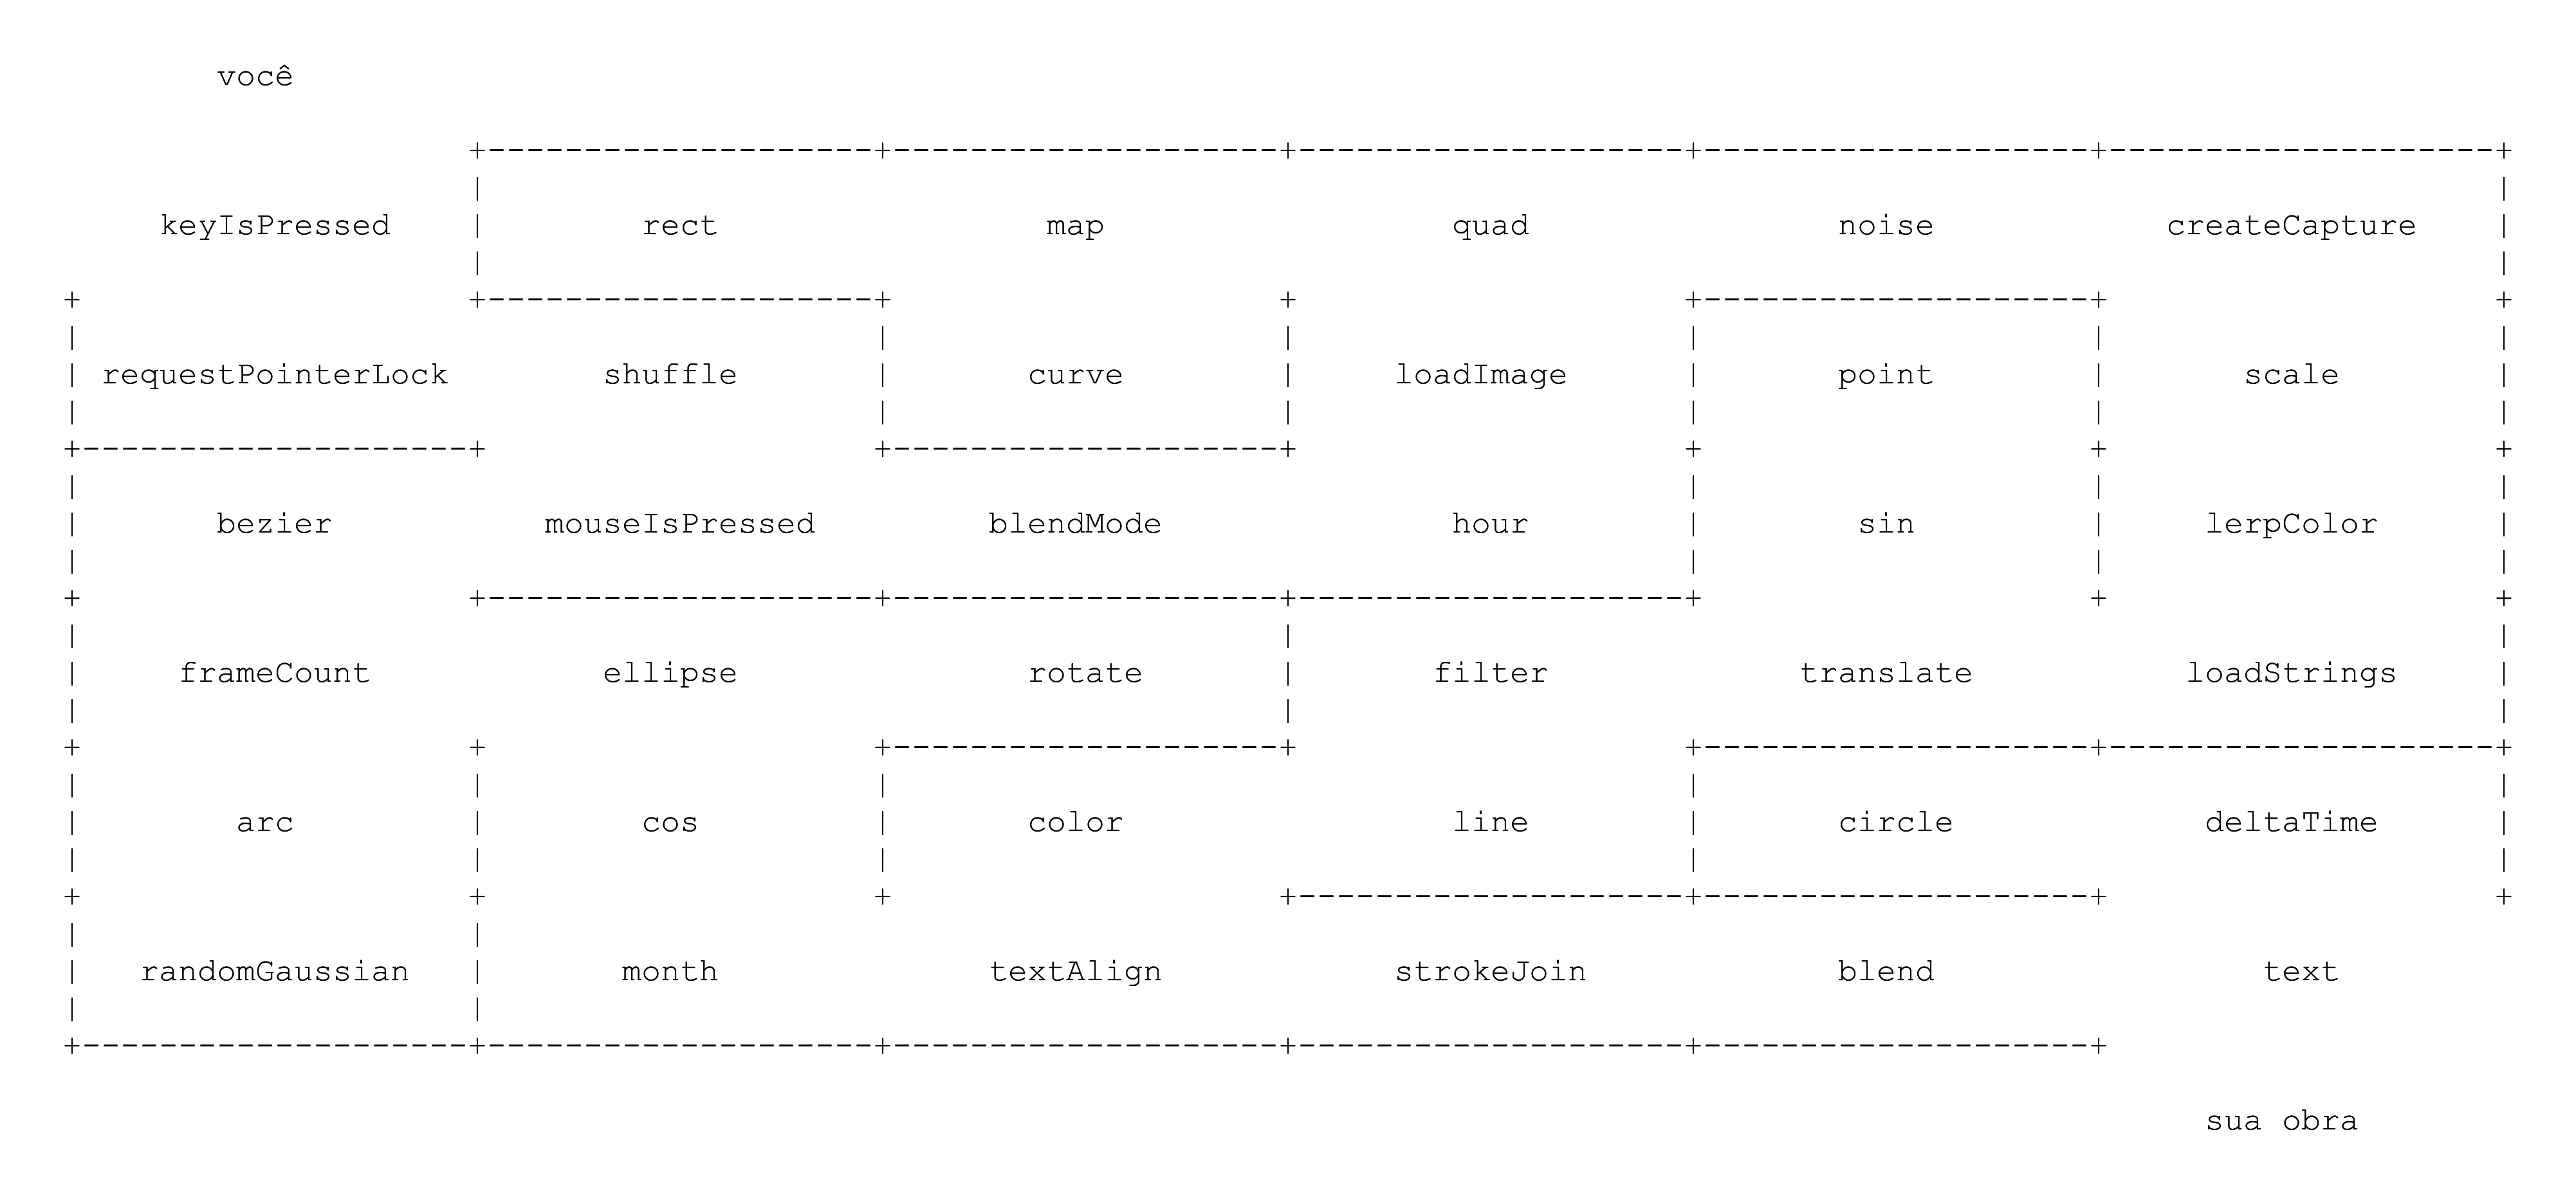 você
keyIsPressed rect map quad noise createCapture
requestPointerLock shuffle curve loadImage point scale
bezier mouseIsPressed blendMode hour sin lerpColor
frameCount ellipse rotate filter translate loadStrings
arc cos color line circle deltaTime
randomGaussian month textAlign strokeJoin blend text
sua obra